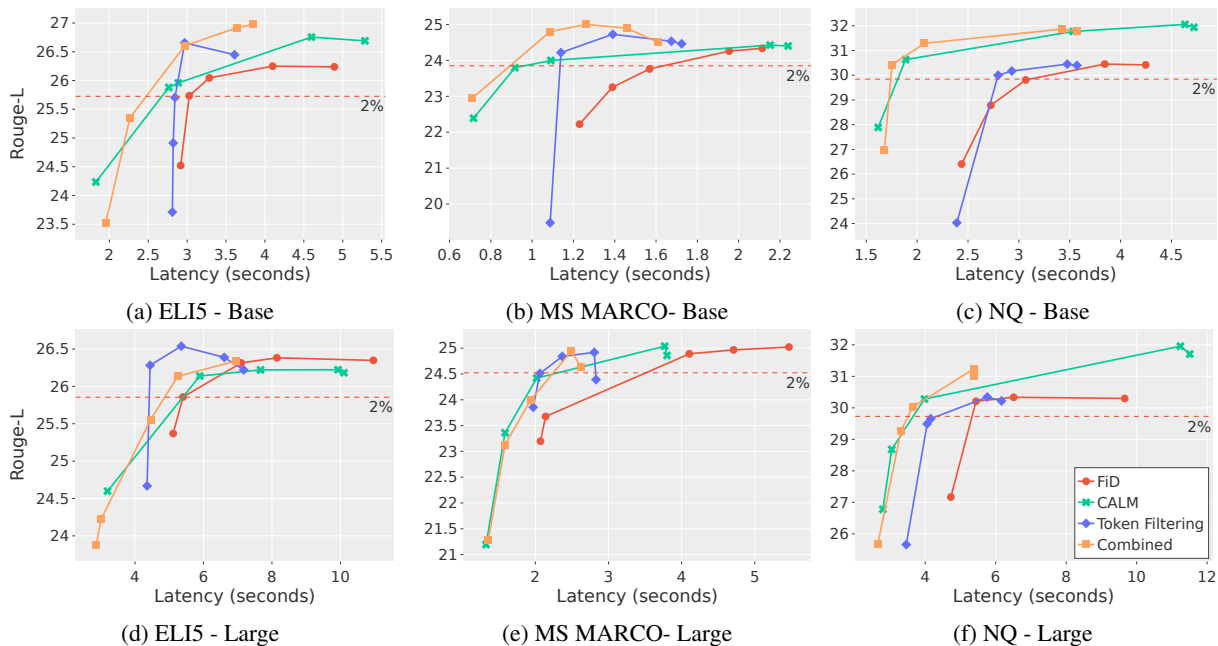 27
26.5
26
25.5
25
24.5
24
23.5
Rouge-L
2%
2 2.5 3 3.5 4 4.5 5 5.5
Latency (seconds)
(a) ELI5 - Base
25
24
23
22
21
20
2%
0.6 0.8 1 1.2 1.4 1.6 1.8 2 2.2 2.4
Latency (seconds)
(b) MS MARCO- Base
32
31
30
29
28
27
26
25
24
2%
1.5 2 2.5 3 3.5 4 4.5
Latency (seconds)
(c) NQ - Base
26.5
26
25.5
25
24.5
24
Rouge-L
2%
4 6 8 10
Latency (seconds)
(d) ELI5 - Large
25
24.5
24
23.5
23
22.5
22
21.5
21
2%
2 3 4 5
Latency (seconds)
(e) MS MARCO- Large
32
31
30
29
28
27
26
2%
FiD
CALM
Token Filtering
Combined
4 6 8 10 12
Latency (seconds)
(f) NQ - Large